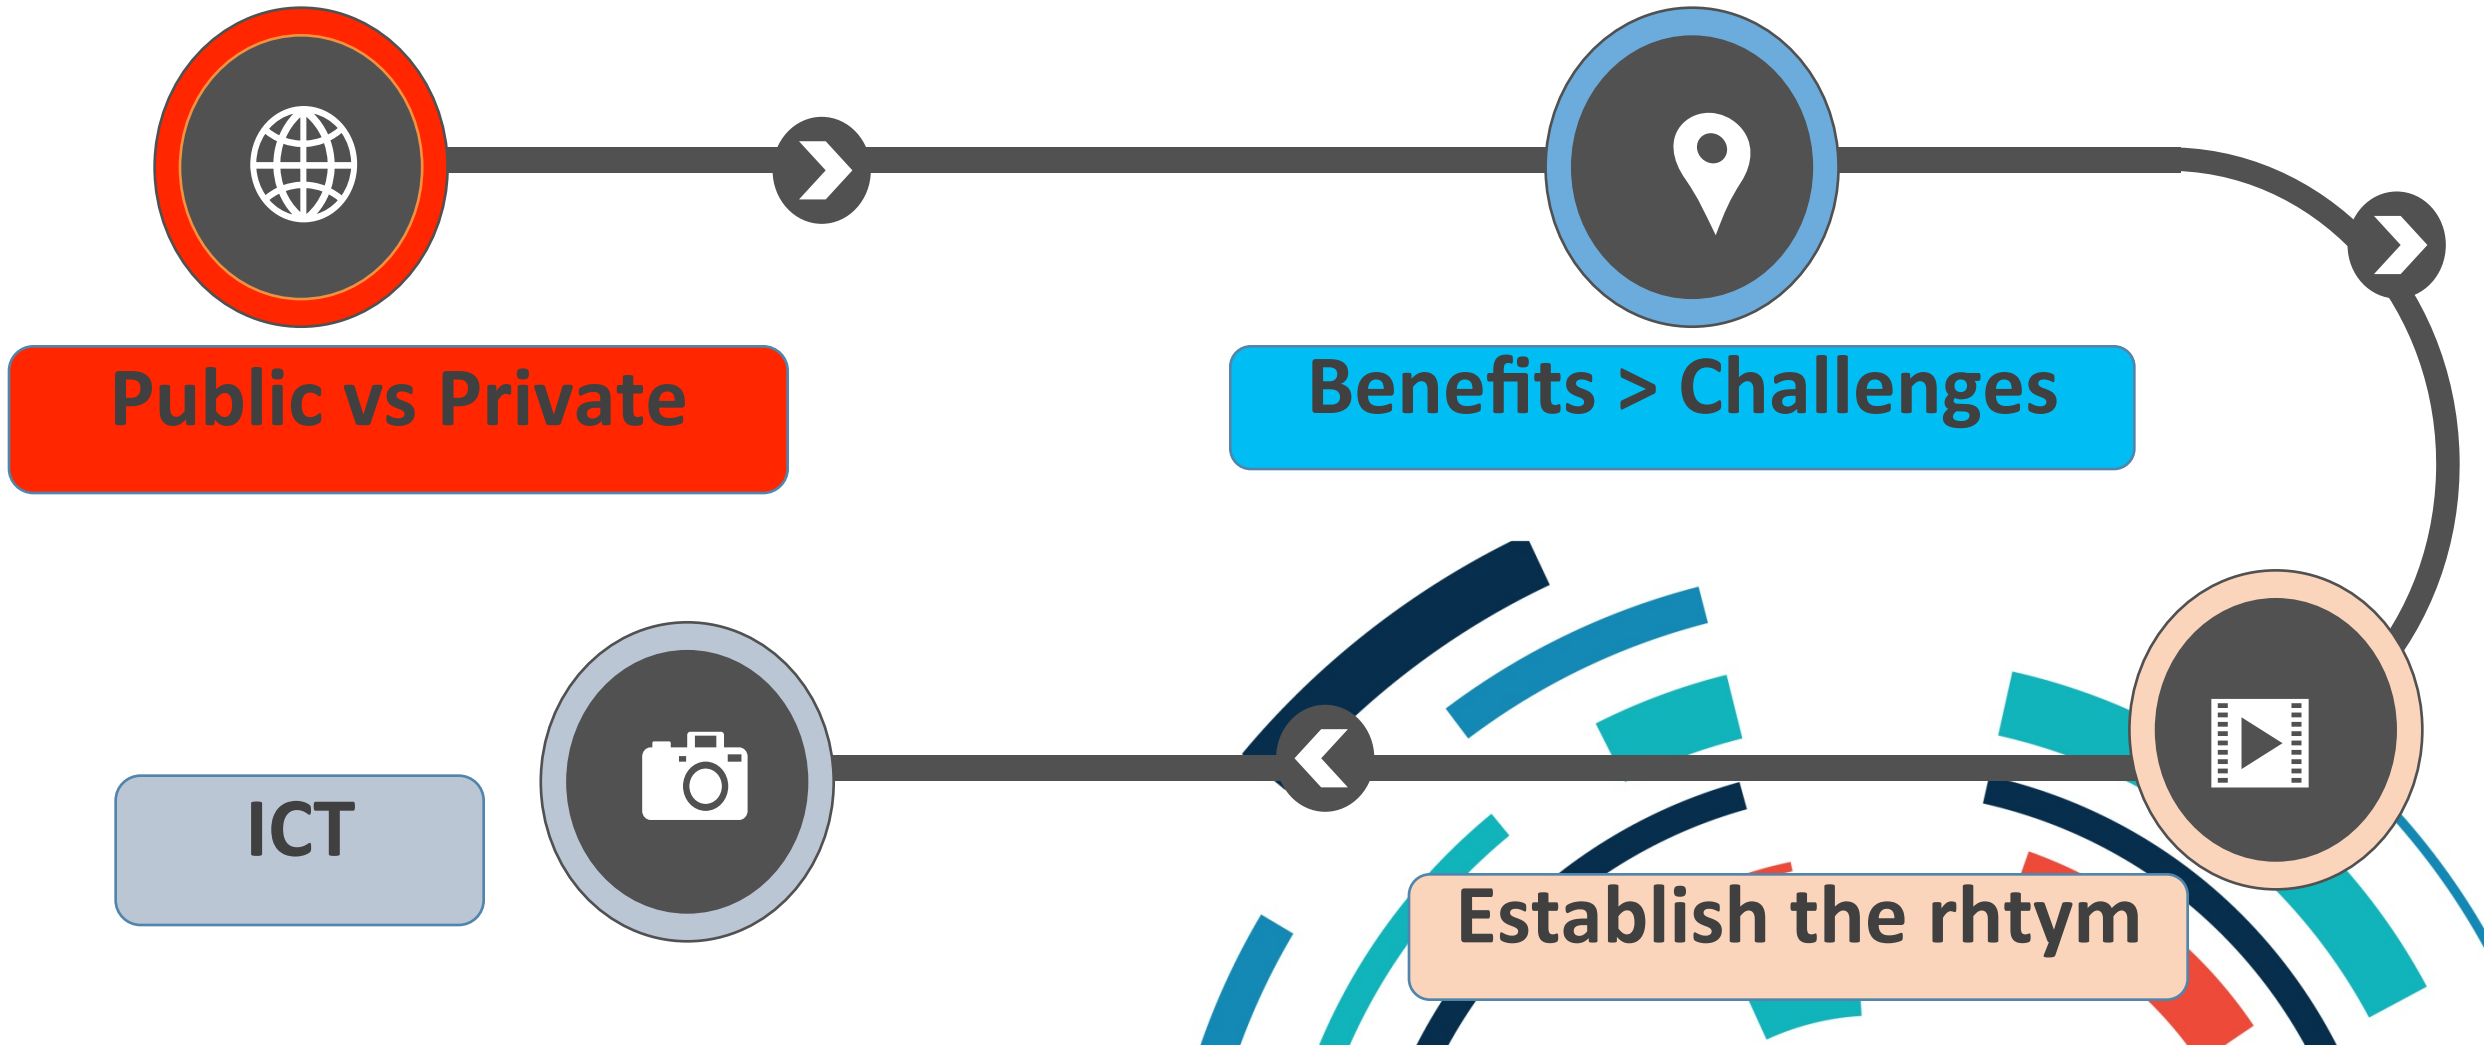 Public vs Private
Benefits > Challenges
Establish the rhtym
ICT